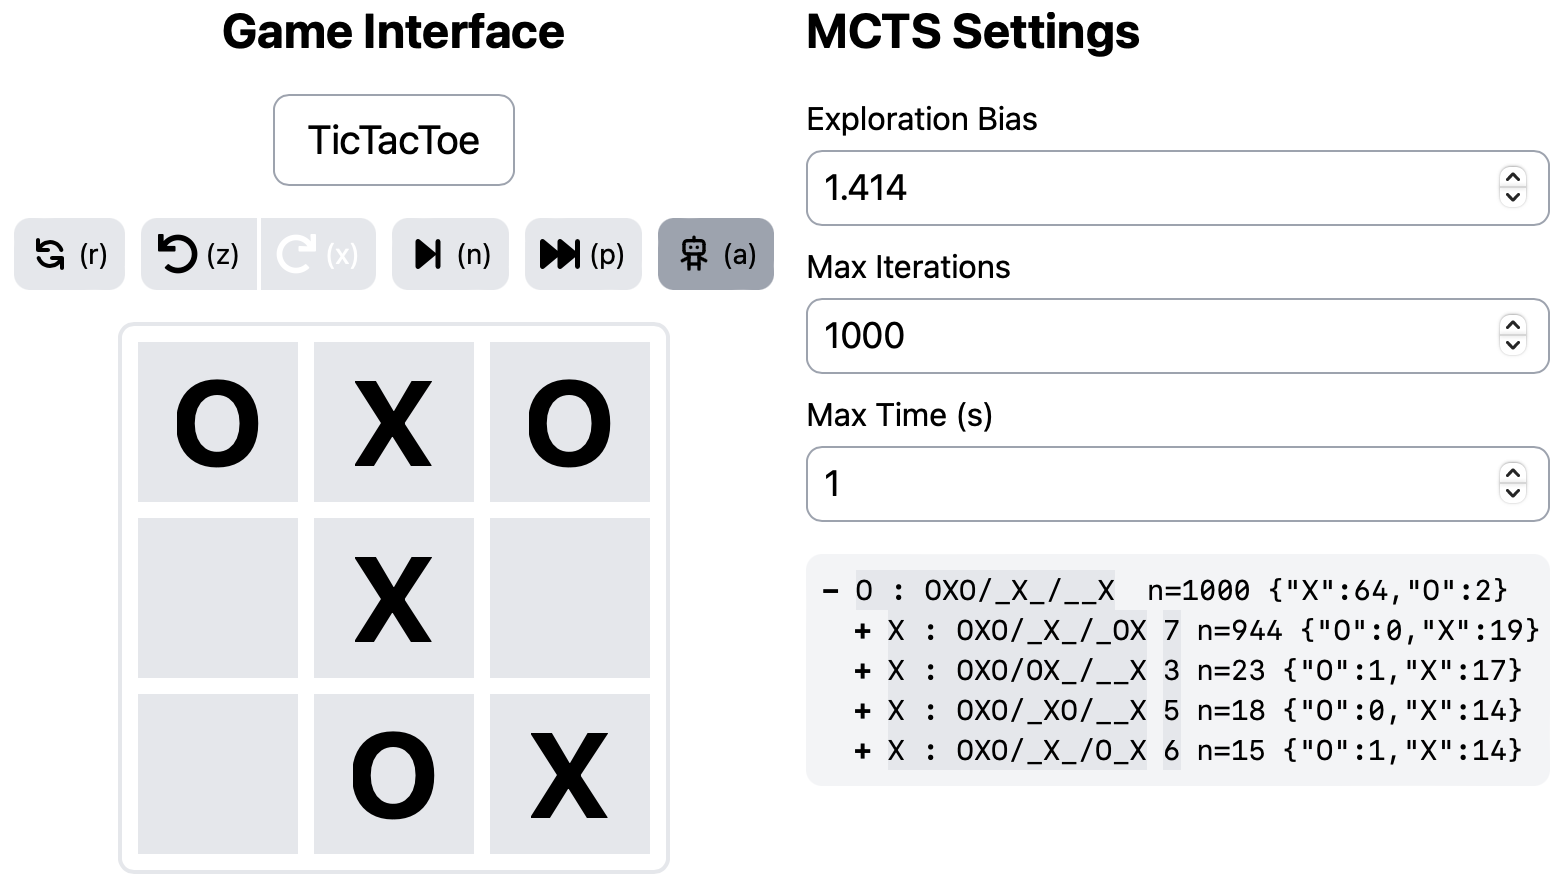 Game Interface
TicTacToe
(r) (z) (x) (n) (p) (a)
O X O
X
O X
MCTS Settings
Exploration Bias
1.414
Max Iterations
1000
Max Time (s)
1
− O : OXO/_X_/__X n=1000 {"X":64,"O":2}
+ X : OXO/_X_/_OX 7 n=944 {"O":0,"X":19}
+ X : OXO/OX_/__X 3 n=23 {"O":1,"X":17}
+ X : OXO/_XO/__X 5 n=18 {"O":0,"X":14}
+ X : OXO/_X_/O_X 6 n=15 {"O":1,"X":14}